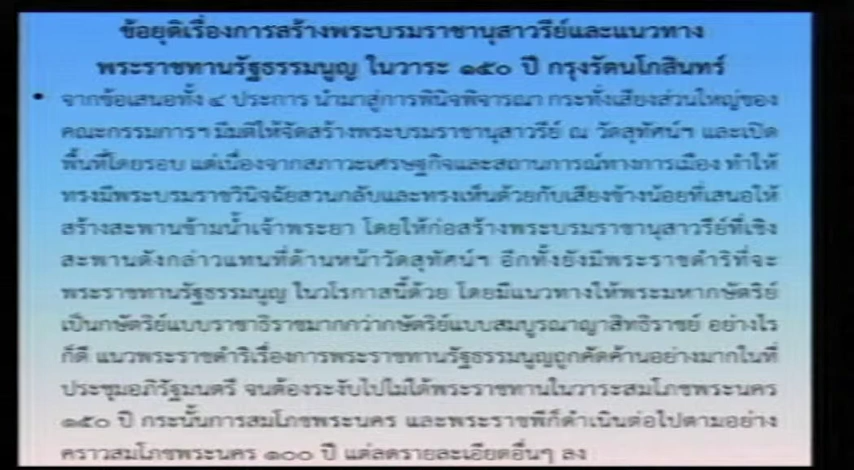 ข้อยุติเรื่องการสร้างพระบรมราชานุสาวรีย์และแนวทาง
พระราชทานรัฐธรรมนูญ ในวาระ ๑๕๐ ปี กรุงรัตนโกสินทร์
• จากข้อเสนอทั้ง ๔ ประการ นำมาสู่การพินิจพิจารณา กระทั่งเสียงส่วนใหญ่ของ
คณะกรรมการฯ มีมติให้จัดสร้างพระบรมราชานุสาวรีย์ ณ วัดสุทัศน์ฯ และเปิด
พื้นที่โดยรอบ แต่เนื่องจากสภาวะเศรษฐกิจและสถานการณ์ทางการเมือง ทำให้
ทรงมีพระบรมราชวินิจฉัยสวนกลับและทรงเห็นด้วยกับเสียงข้างน้อยที่เสนอให้
สร้างสะพานข้ามน้ำเจ้าพระยา โดยให้ก่อสร้างพระบรมราชานุสาวรีย์ที่เชิง
สะพานดังกล่าวแทนที่ด้านหน้าวัดสุทัศน์ฯ อีกทั้งยังมีพระราชดำริที่จะ
พระราชทานรัฐธรรมนูญ ในวโรกาสนี้ด้วย โดยมีแนวทางให้พระมหากษัตริย์
เป็นกษัตริย์แบบราชาธิราชมากกว่ากษัตริย์แบบสมบูรณาญาสิทธิราชย์ อย่างไร
ก็ดี แนวพระราชดำริเรื่องการพระราชทานรัฐธรรมนูญถูกคัดค้านอย่างมากในที่
ประชุมอภิรัฐมนตรี จนต้องระงับไปไม่ได้พระราชทานในวาระสมโภชพระนคร
๑๕๐ ปี กระนั้นการสมโภชพระนคร และพระราชพิธีก็ดำเนินต่อไปตามอย่าง
คราวสมโภชพระนคร ๑๐๐ ปี แต่ลดรายละเอียดอื่นๆ ลง